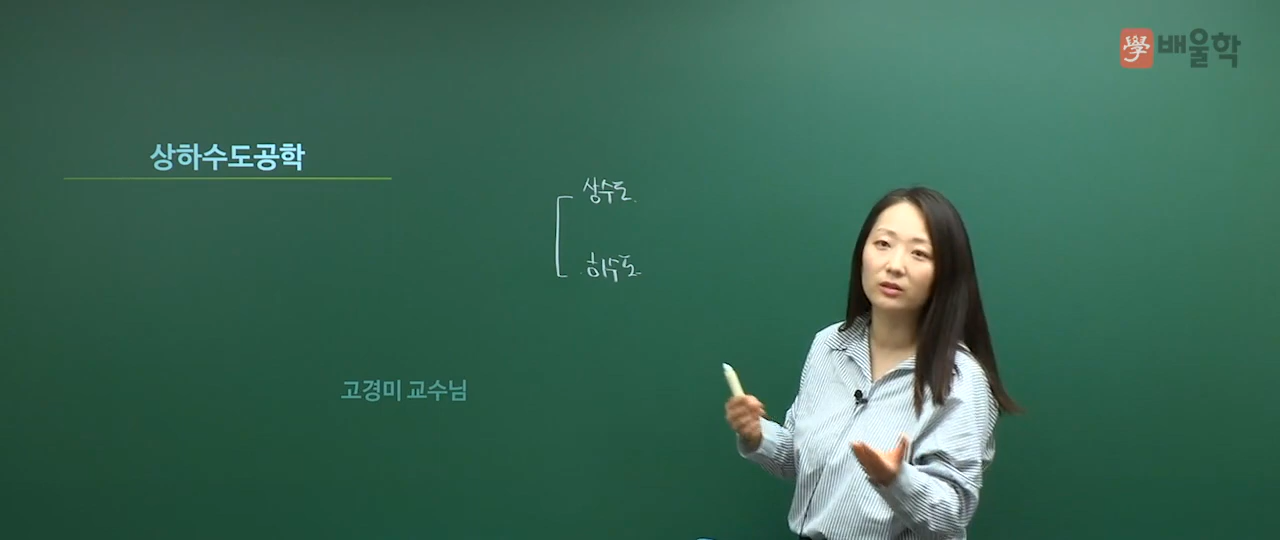 學 배울학
상하수도공학
상수도.
하수도.
고경미 교수님